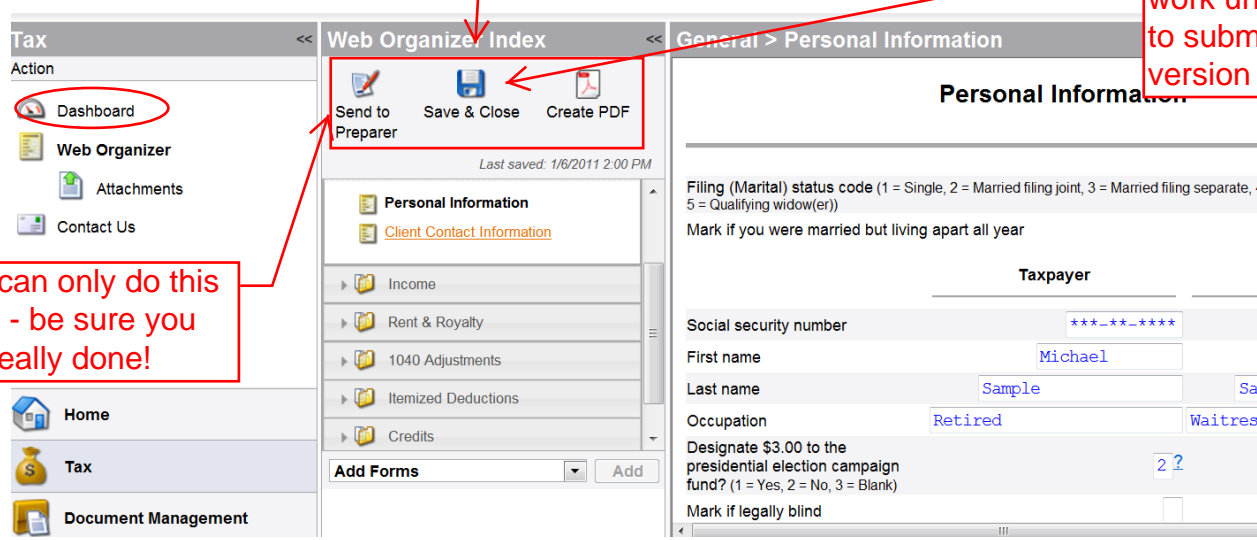 work
to
version
Tax <<
Action
Dashboard
Web Organizer
Attachments
Contact Us
can only do this
- be sure you
really done!
Home
Tax
Document Management
Web Organizer Index <<
Send to
Preparer
Save & Close
Create PDF
Last saved: 1/6/2011 2:00 PM
Personal Information
Client Contact Information
Income
Rent & Royalty
1040 Adjustments
Itemized Deductions
Credits
Add Forms
Add
General > Personal Information
Personal Information
Filing (Marital) status code (1 = Single, 2 = Married filing joint, 3 = Married filing separate,
5 = Qualifying widow(er))
Mark if you were married but living apart all year
Taxpayer
Social security number ***-**-****
First name Michael
Last name Sample
Occupation Retired
Designate $3.00 to the
presidential election campaign
fund? (1 = Yes, 2 = No, 3 = Blank) 2 ?
Mark if legally blind